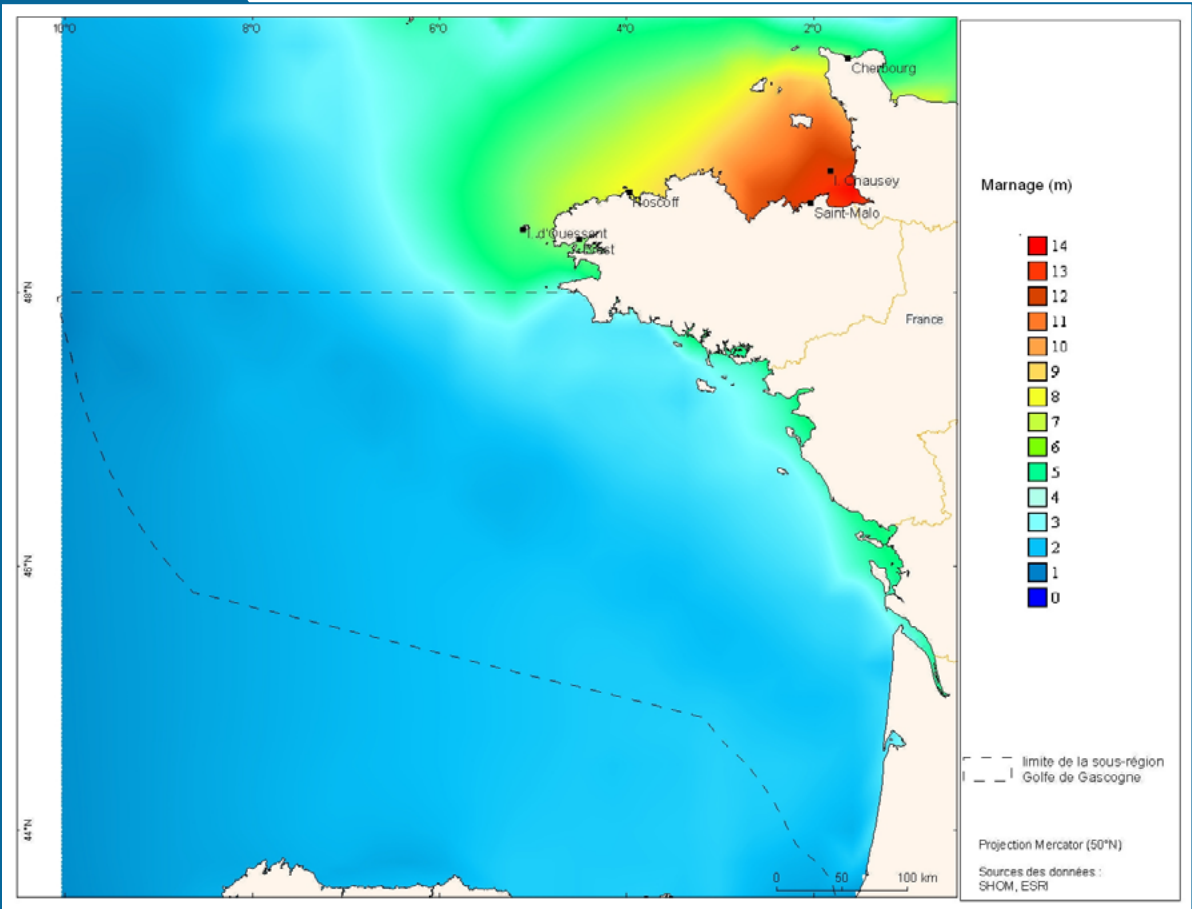 10°O 8°O 6°O 4°O 2°O
Cherbourg
I. Chausey
Roscoff
Saint-Malo
I. d'Ouessant
Brest
48°N
France
46°N
44°N
0 50 100 km
Marnage (m)
14
13
12
11
10
9
8
7
6
5
4
3
2
1
0
limite de la sous-région
Golfe de Gascogne
Projection Mercator (50°N)
Sources des données :
SHOM, ESRI